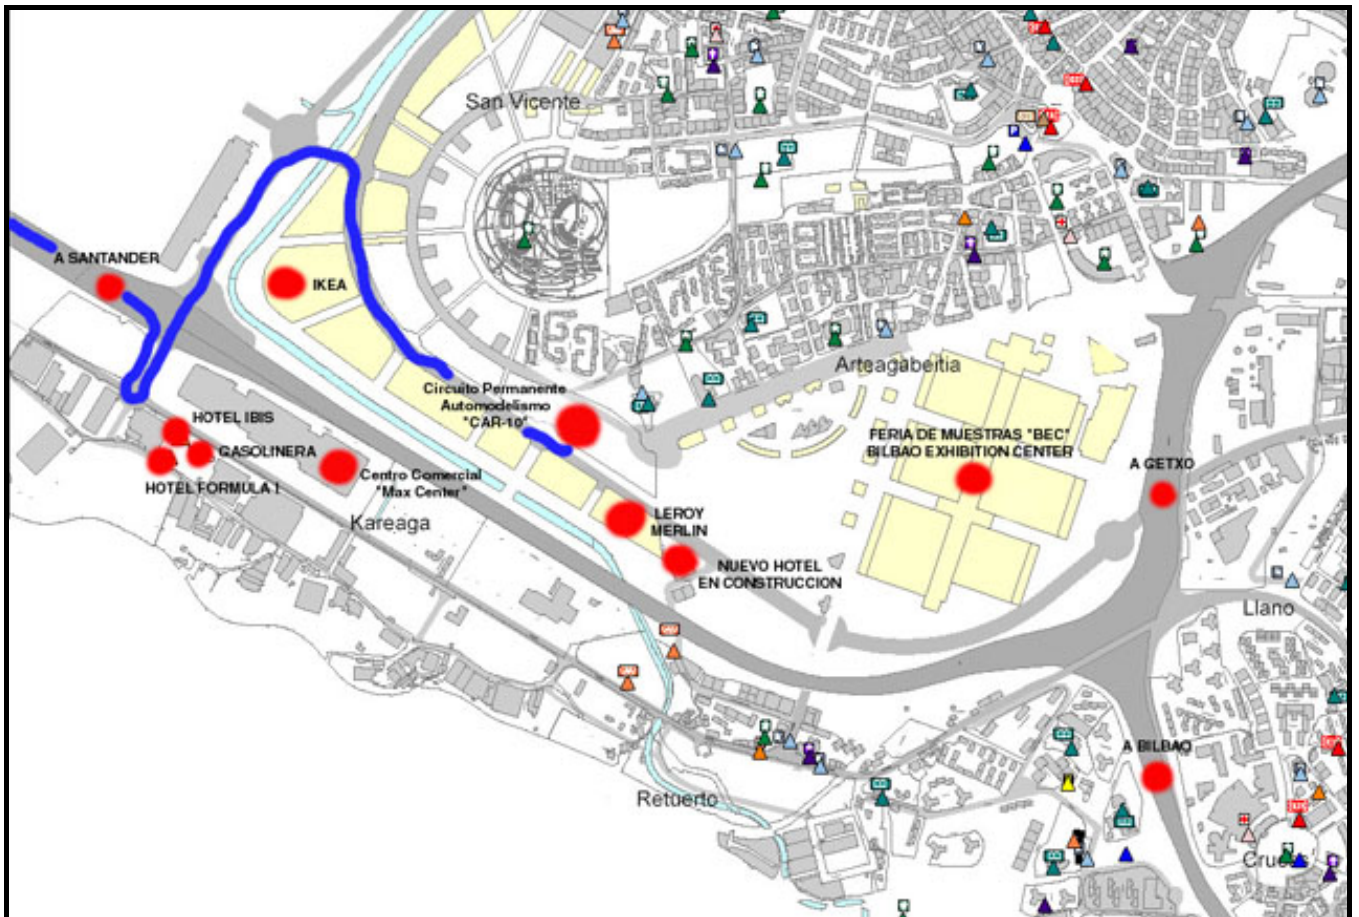 San Vicente
A SANTANDER
IKEA
Arteagabeitia
Circuito Permanente
Automodelismo
"CAR-10"
HOTEL IBIS
GASOLINERA
HOTEL FORMULA I
Centro Comercial
"Max Center"
Kareaga
FERIA DE MUESTRAS "BEC"
BILBAO EXHIBITION CENTER
A GETXO
LEROY
MERLIN
NUEVO HOTEL
EN CONSTRUCCION
Llano
A BILBAO
Retuerto
Cruces